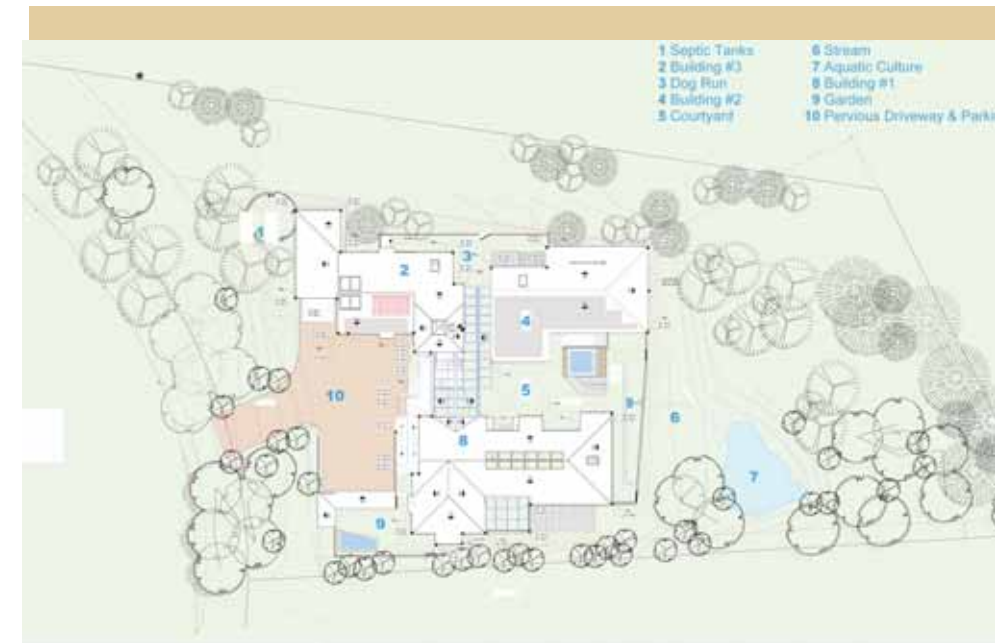 1 Septic Tanks
2 Building #3
3 Dog Run
4 Building #2
5 Courtyard
6 Stream
7 Aquatic Culture
8 Building #1
9 Garden
10 Pervious Driveway & Parki
1
2
3
4
10
5
9
6
8
7
9